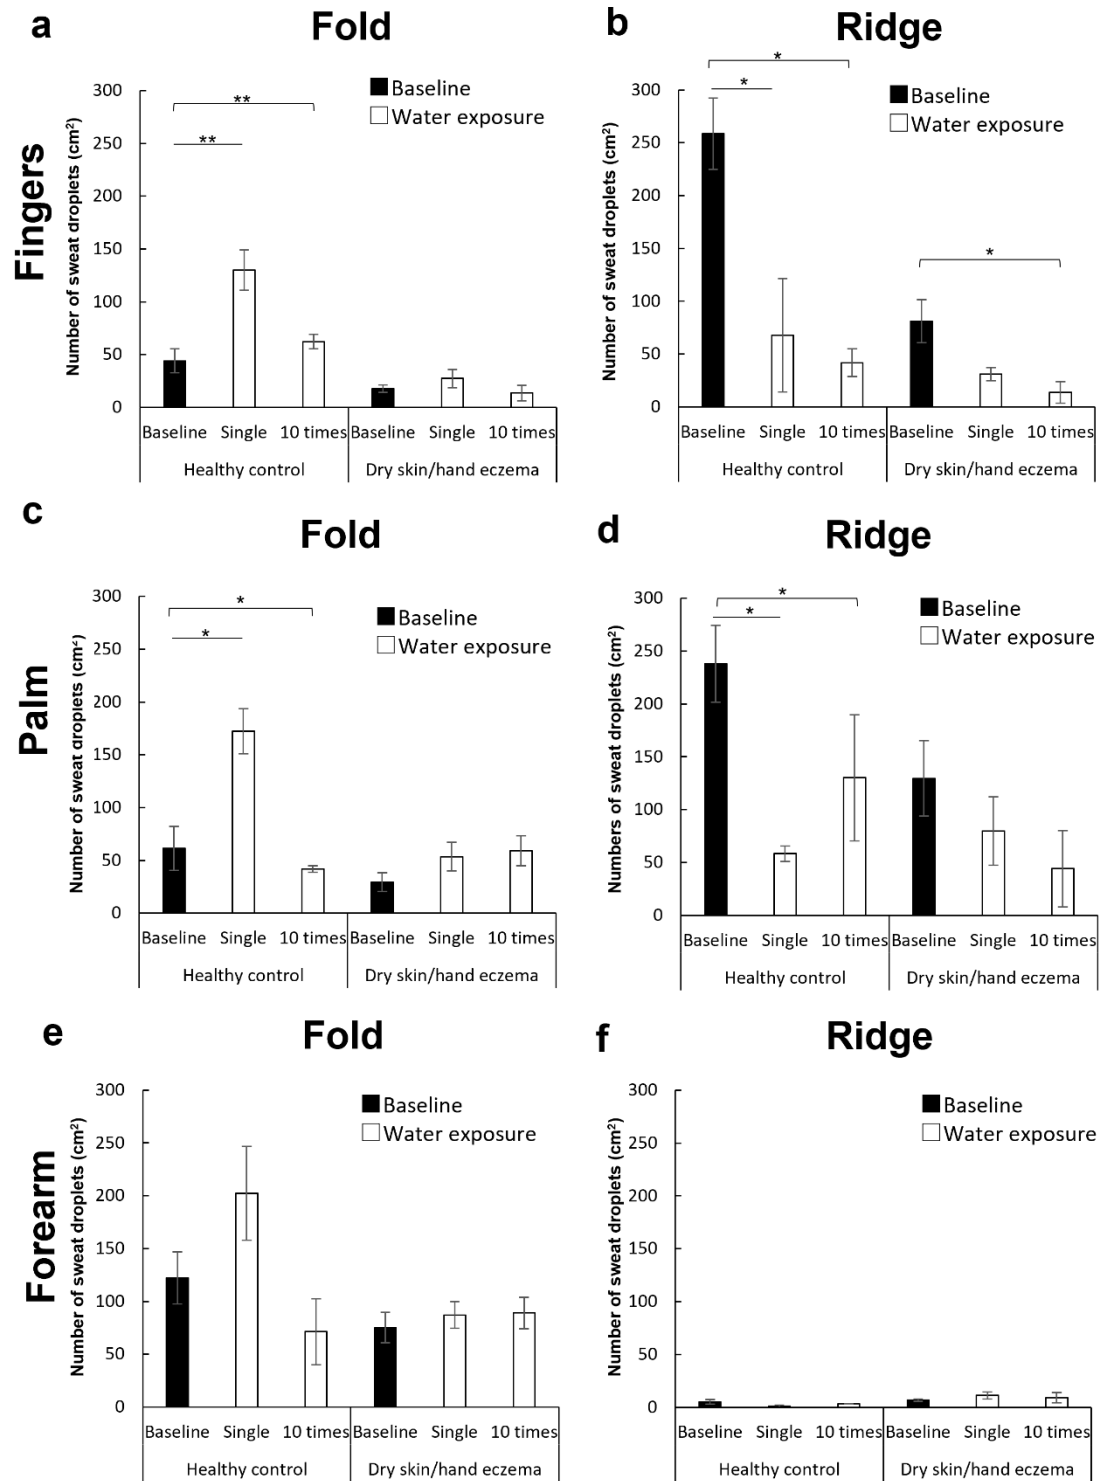 a
Fold
Fingers
Number of sweat droplets (cm²)
300
250
200
150
100
50
0
Baseline
Water exposure
**
**
Baseline Single 10 times Baseline Single 10 times
Healthy control Dry skin/hand eczema
b
Ridge
Number of sweat droplets (cm²)
300
250
200
150
100
50
0
Baseline
Water exposure
*
*
*
Baseline Single 10 times Baseline Single 10 times
Healthy control Dry skin/hand eczema
c
Fold
Palm
Number of sweat droplets (cm²)
300
250
200
150
100
50
0
Baseline
Water exposure
*
*
Baseline Single 10 times Baseline Single 10 times
Healthy control Dry skin/hand eczema
d
Ridge
Numbers of sweat droplets (cm²)
300
250
200
150
100
50
0
Baseline
Water exposure
*
*
Baseline Single 10 times Baseline Single 10 times
Healthy control Dry skin/hand eczema
e
Fold
Forearm
Number of sweat droplets (cm²)
300
250
200
150
100
50
0
Baseline
Water exposure
Baseline Single 10 times Baseline Single 10 times
Healthy control Dry skin/hand eczema
f
Ridge
Number of sweat droplets (cm²)
300
250
200
150
100
50
0
Baseline
Water exposure
Baseline Single 10 times Baseline Single 10 times
Healthy control Dry skin/hand eczema